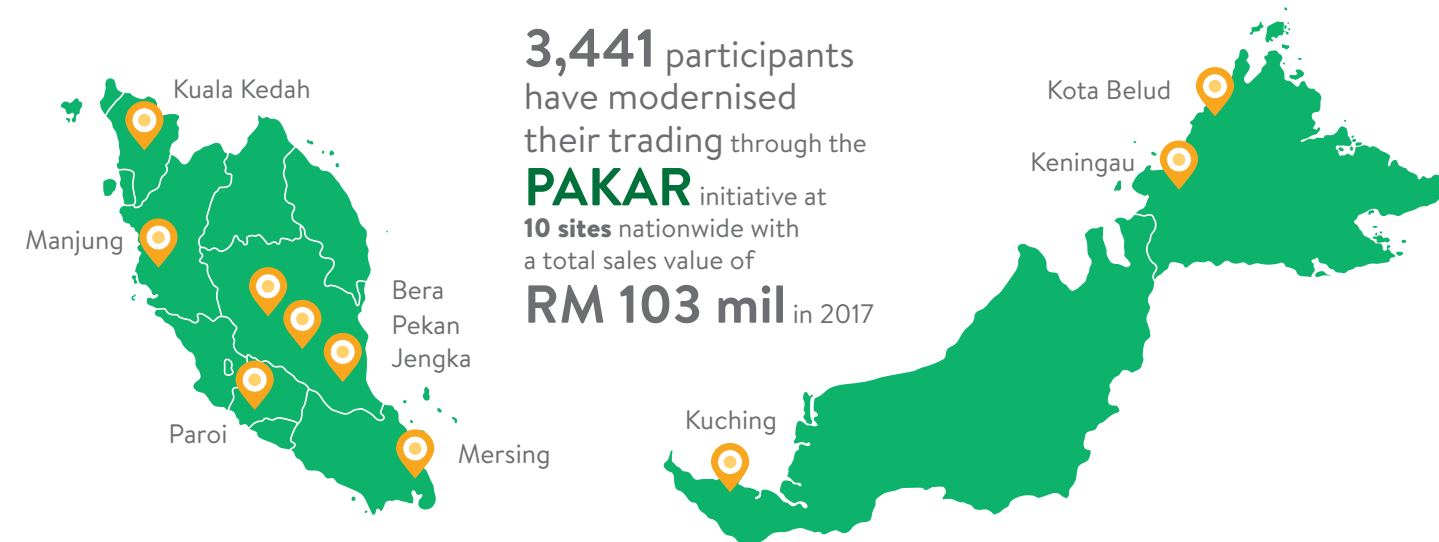 Kuala Kedah
Manjung
Bera
Pekan
Jengka
Paroi
Mersing
3,441 participants
have modernised
their trading through the
PAKAR initiative at
10 sites nationwide with
a total sales value of
RM 103 mil in 2017
Kota Belud
Keningau
Kuching